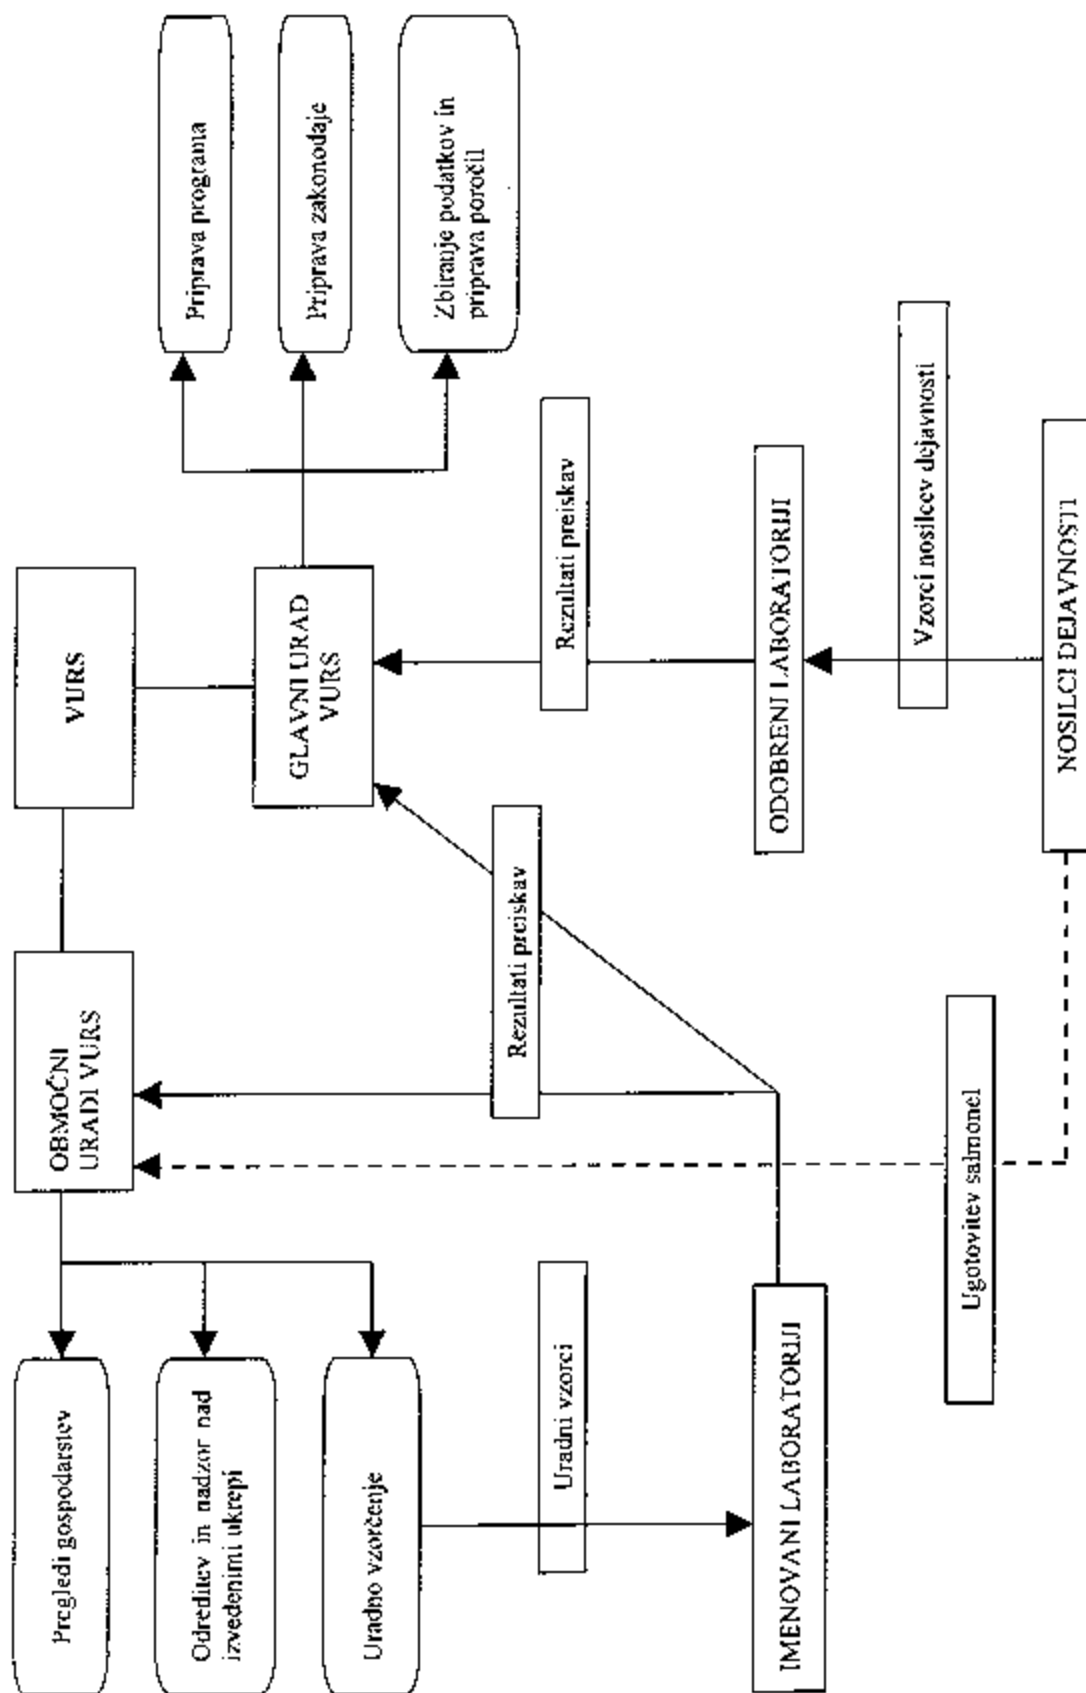 VURS
OBMOČNI
URADI VURS
GLAVNI URAD
VURS
Pregledi gospodarstev
Odreditev in nadzor nad
izvedenimi ukrepi
Uradno vzorčenje
Priprava programa
Priprava zakonodaje
Zbiranje podatkov in
priprava poročil
Uradni vzorci
Rezultati preiskav
Rezultati preiskav
IMENOVANI LABORATORIJI
ODOBRENI LABORATORIJI
Ugotovitev salmonel
Vzorci nosilcev dejavnosti
NOSILCI DEJAVNOSTI